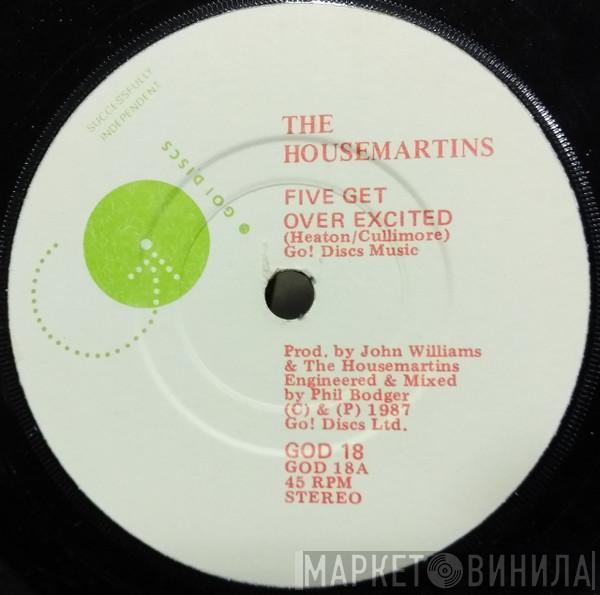 SUCCESSFULLY
INDEPENDENT
GO! DISCS
THE
HOUSEMARTINS
FIVE GET
OVER EXCITED
(Heaton/Cullimore)
Go! Discs Music
Prod. by John Williams
& The Housemartins
Engineered & Mixed
by Phil Bodger
(C) & (P) 1987
Go! Discs Ltd.
GOD 18
GOD 18A
45 RPM
STEREO
МАРКЕТ ВИНИЛА